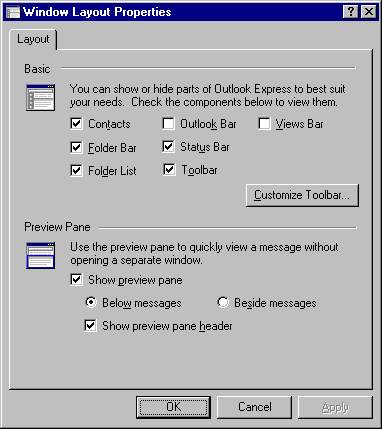 Window Layout Properties
Layout
Basic
You can show or hide parts of Outlook Express to best suit
your needs. Check the components below to view them.
Contacts Outlook Bar Views Bar
Folder Bar Status Bar
Folder List Toolbar
Customize Toolbar...
Preview Pane
Use the preview pane to quickly view a message without
opening a separate window.
Show preview pane
Below messages Beside messages
Show preview pane header
OK Cancel Apply